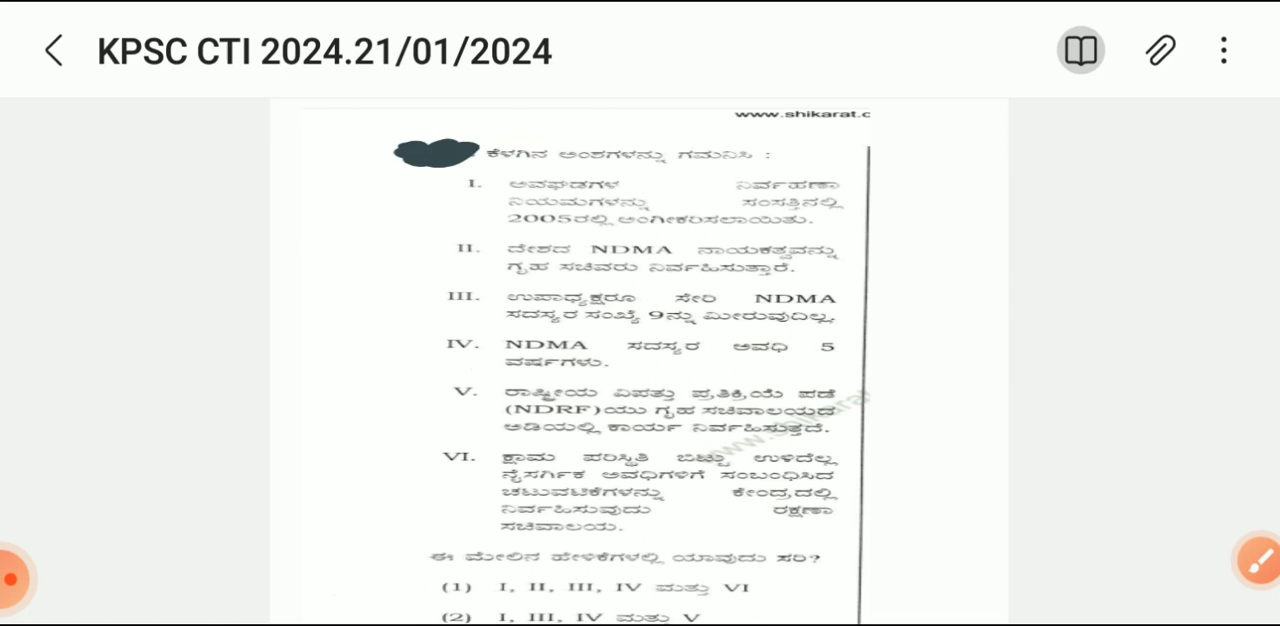 KPSC CTI 2024.21/01/2024
www.shikarat.c
ಕೆಳಗಿನ ಅಂಶಗಳನ್ನು ಗಮನಿಸಿ :
I. ಅವಘಡಗಳ ನಿರ್ವಹಣಾ
ನಿಯಮಗಳನ್ನು ಸಂಸತ್ತಿನಲ್ಲಿ
2005ರಲ್ಲಿ ಅಂಗೀಕರಿಸಲಾಯಿತು.
II. ದೇಶದ NDMA ನಾಯಕತ್ವವನ್ನು
ಗೃಹ ಸಚಿವರು ನಿರ್ವಹಿಸುತ್ತಾರೆ.
III. ಉಪಾಧ್ಯಕ್ಷರೂ ಸೇರಿ NDMA
ಸದಸ್ಯರ ಸಂಖ್ಯೆ 9ನ್ನು ಮೀರುವುದಿಲ್ಲ.
IV. NDMA ಸದಸ್ಯರ ಅವಧಿ 5
ವರ್ಷಗಳು.
V. ರಾಷ್ಟ್ರೀಯ ವಿಪತ್ತು ಪ್ರತಿಕ್ರಿಯೆ ಪಡೆ
(NDRF)ಯು ಗೃಹ ಸಚಿವಾಲಯದ
ಅಡಿಯಲ್ಲಿ ಕಾರ್ಯ ನಿರ್ವಹಿಸುತ್ತದೆ.
www.shikarat
VI. ಕ್ಷಾಮ ಪರಿಸ್ಥಿತಿ ಬಿಟ್ಟು ಉಳಿದೆಲ್ಲ
ನೈಸರ್ಗಿಕ ಅವಧಿಗಳಿಗೆ ಸಂಬಂಧಿಸಿದ
ಚಟುವಟಿಕೆಗಳನ್ನು ಕೇಂದ್ರದಲ್ಲಿ
ನಿರ್ವಹಿಸುವುದು ರಕ್ಷಣಾ
ಸಚಿವಾಲಯ.
ಈ ಮೇಲಿನ ಹೇಳಿಕೆಗಳಲ್ಲಿ ಯಾವುದು ಸರಿ?
(1) I, II, III, IV ಮತ್ತು VI
(2) I, III, IV ಮತ್ತು V